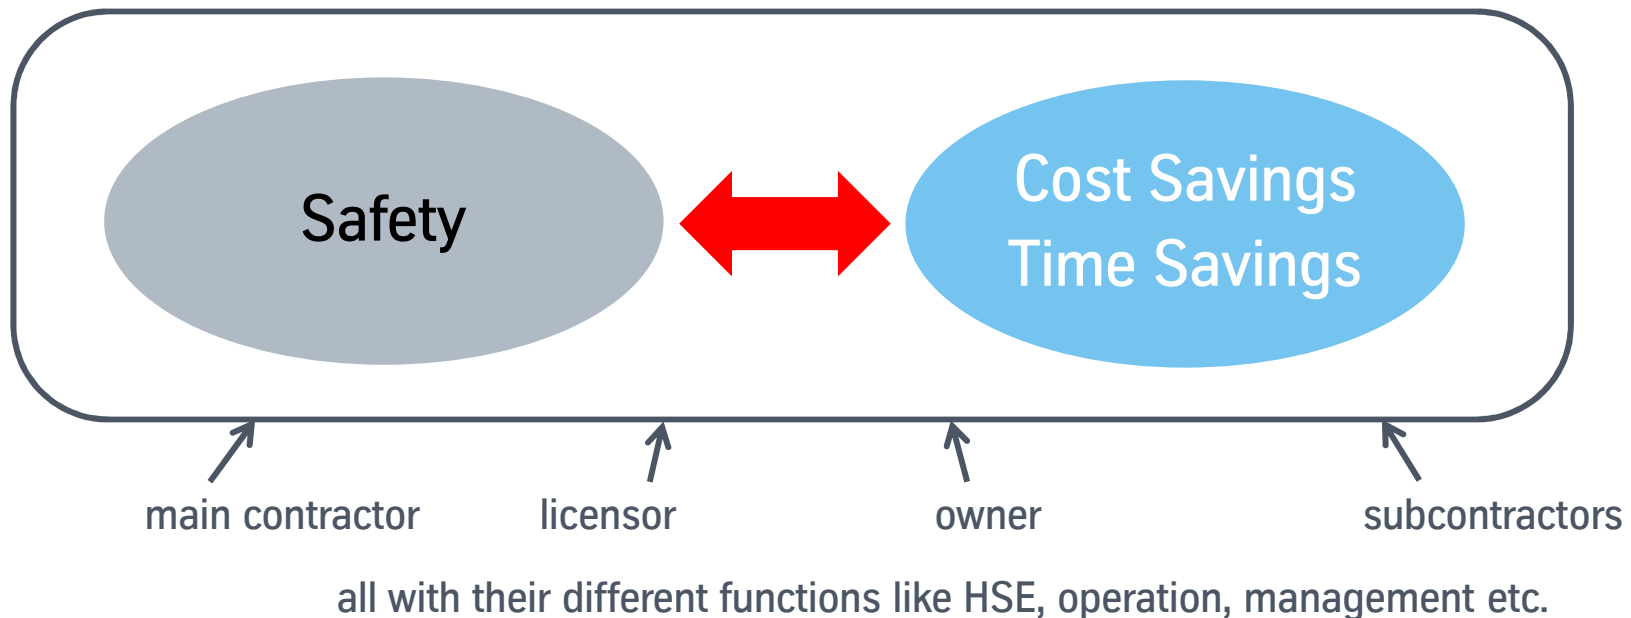 Safety
Cost Savings
Time Savings
main contractor
licensor
owner
subcontractors
all with their different functions like HSE, operation, management etc.